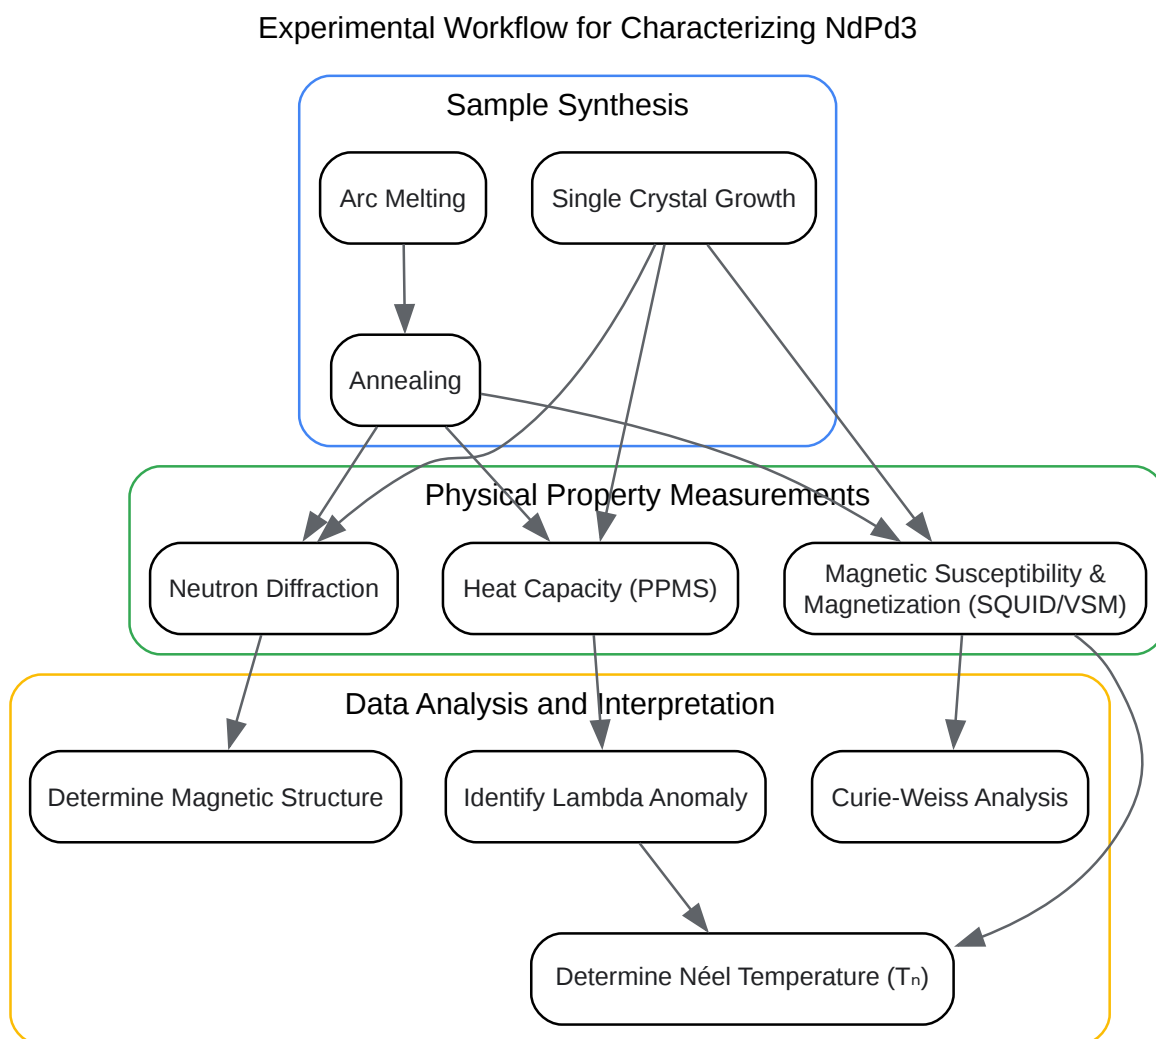 Experimental Workflow for Characterizing NdPd3
Sample Synthesis
Arc Melting
Single Crystal Growth
Annealing
Physical Property Measurements
Neutron Diffraction
Heat Capacity (PPMS)
Magnetic Susceptibility &
Magnetization (SQUID/VSM)
Data Analysis and Interpretation
Determine Magnetic Structure
Identify Lambda Anomaly
Curie-Weiss Analysis
Determine Néel Temperature (Tₙ)